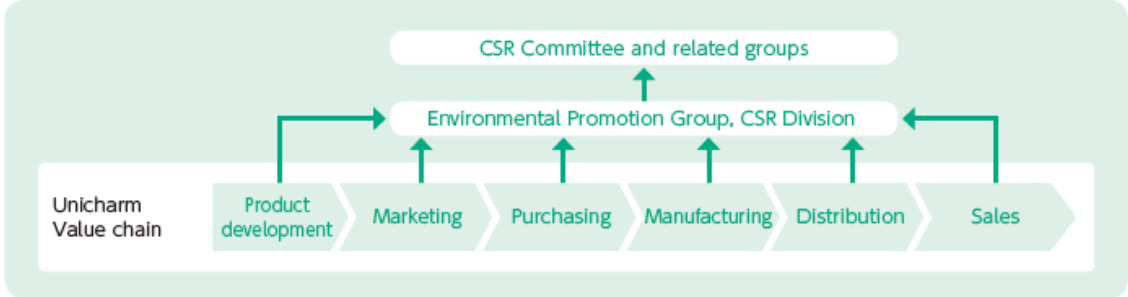 CSR Committee and related groups
Environmental Promotion Group, CSR Division
Unicharm
Value chain
Product
development
Marketing
Purchasing
Manufacturing
Distribution
Sales